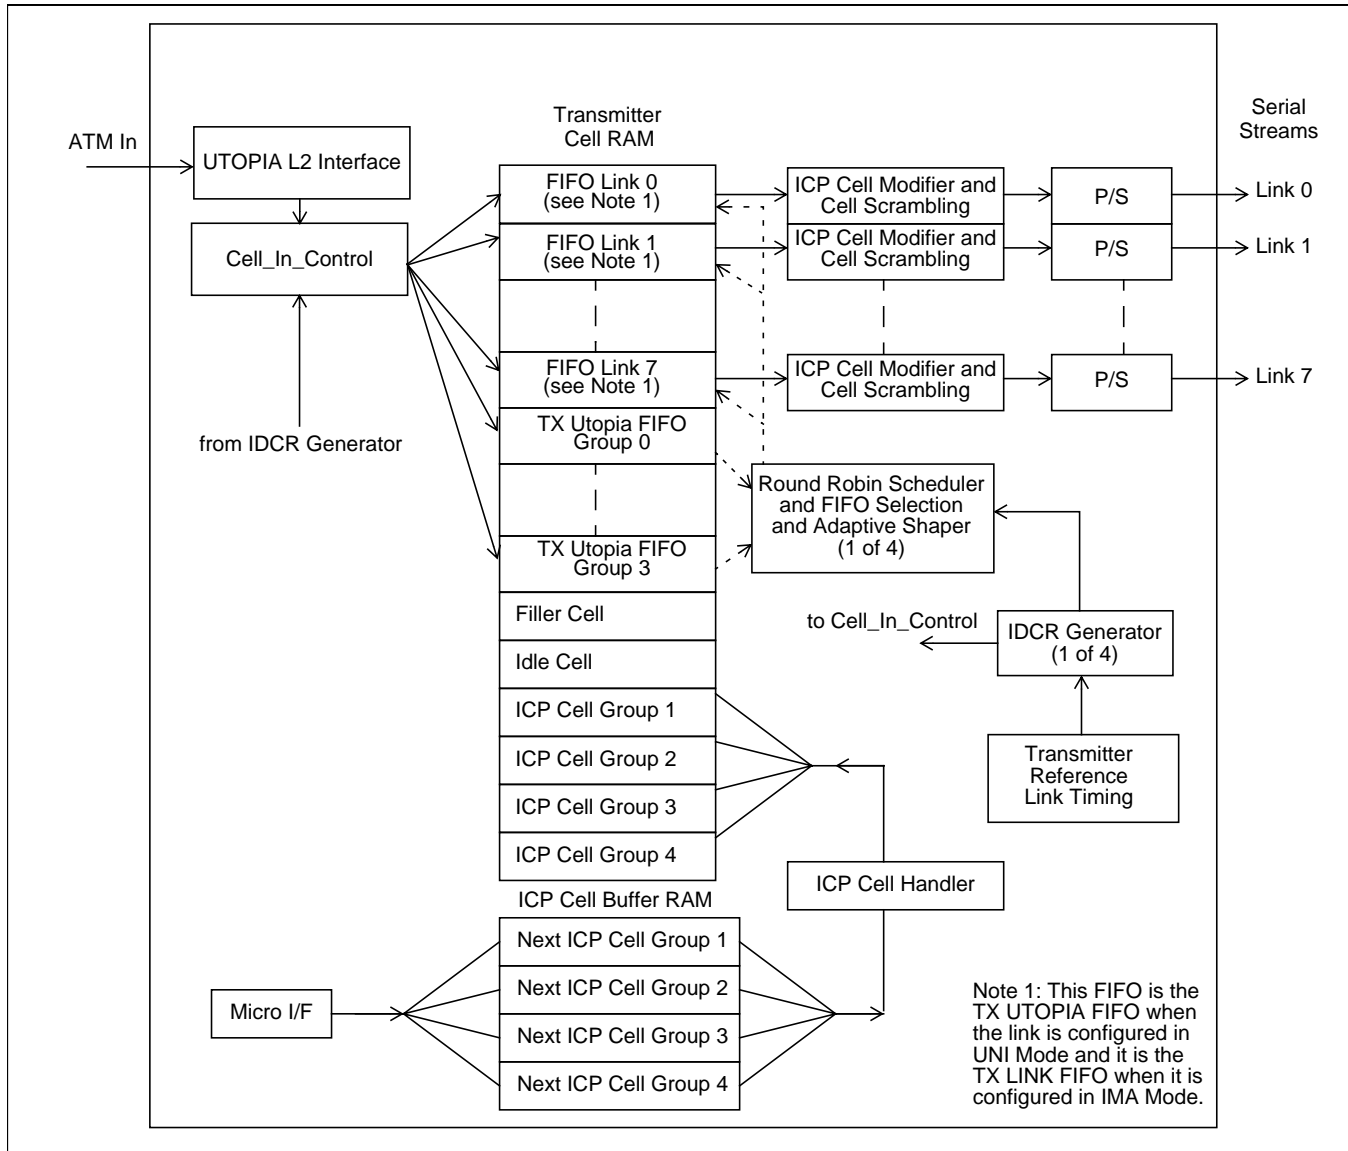 Transmitter
Cell RAM
Serial
Streams
ATM In
UTOPIA L2 Interface
Cell_In_Control
from IDCR Generator
FIFO Link 0
(see Note 1)
FIFO Link 1
(see Note 1)
FIFO Link 7
(see Note 1)
TX Utopia FIFO
Group 0
TX Utopia FIFO
Group 3
Filler Cell
Idle Cell
ICP Cell Group 1
ICP Cell Group 2
ICP Cell Group 3
ICP Cell Group 4
ICP Cell Modifier and
Cell Scrambling
P/S
Link 0
ICP Cell Modifier and
Cell Scrambling
P/S
Link 1
ICP Cell Modifier and
Cell Scrambling
P/S
Link 7
Round Robin Scheduler
and FIFO Selection
and Adaptive Shaper
(1 of 4)
to Cell_In_Control
IDCR Generator
(1 of 4)
Transmitter
Reference
Link Timing
ICP Cell Handler
ICP Cell Buffer RAM
Next ICP Cell Group 1
Next ICP Cell Group 2
Next ICP Cell Group 3
Next ICP Cell Group 4
Micro I/F
Note 1: This FIFO is the
TX UTOPIA FIFO when
the link is configured in
UNI Mode and it is the
TX LINK FIFO when it is
configured in IMA Mode.